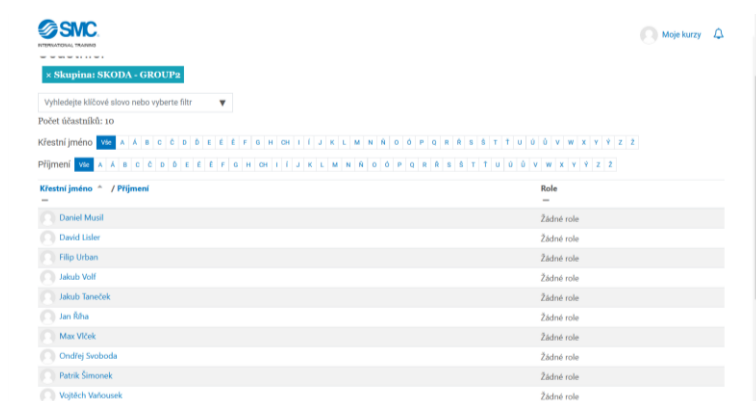 SMC
INTERNATIONAL TRAINING
Moje kurzy
× Skupina: SKODA - GROUP2
Vyhledejte klíčové slovo nebo vyberte filtr ▼
Počet účastníků: 10
Křestní jméno Vše A Á B C Č D Ď E É Ě F G H CH I Í J K L M N Ň O Ó P Q R Ř S Š T Ť U Ú Ů V W X Y Ý Z Ž
Příjmení Vše A Á B C Č D Ď E É Ě F G H CH I Í J K L M N Ň O Ó P Q R Ř S Š T Ť U Ú Ů V W X Y Ý Z Ž
Křestní jméno ^ / Příjmení Role
– –
Daniel Musil Žádné role
David Lisler Žádné role
Filip Urban Žádné role
Jakub Volf Žádné role
Jakub Taneček Žádné role
Jan Říha Žádné role
Max Vlček Žádné role
Ondřej Svoboda Žádné role
Patrik Šimonek Žádné role
Vojtěch Vaňousek Žádné role